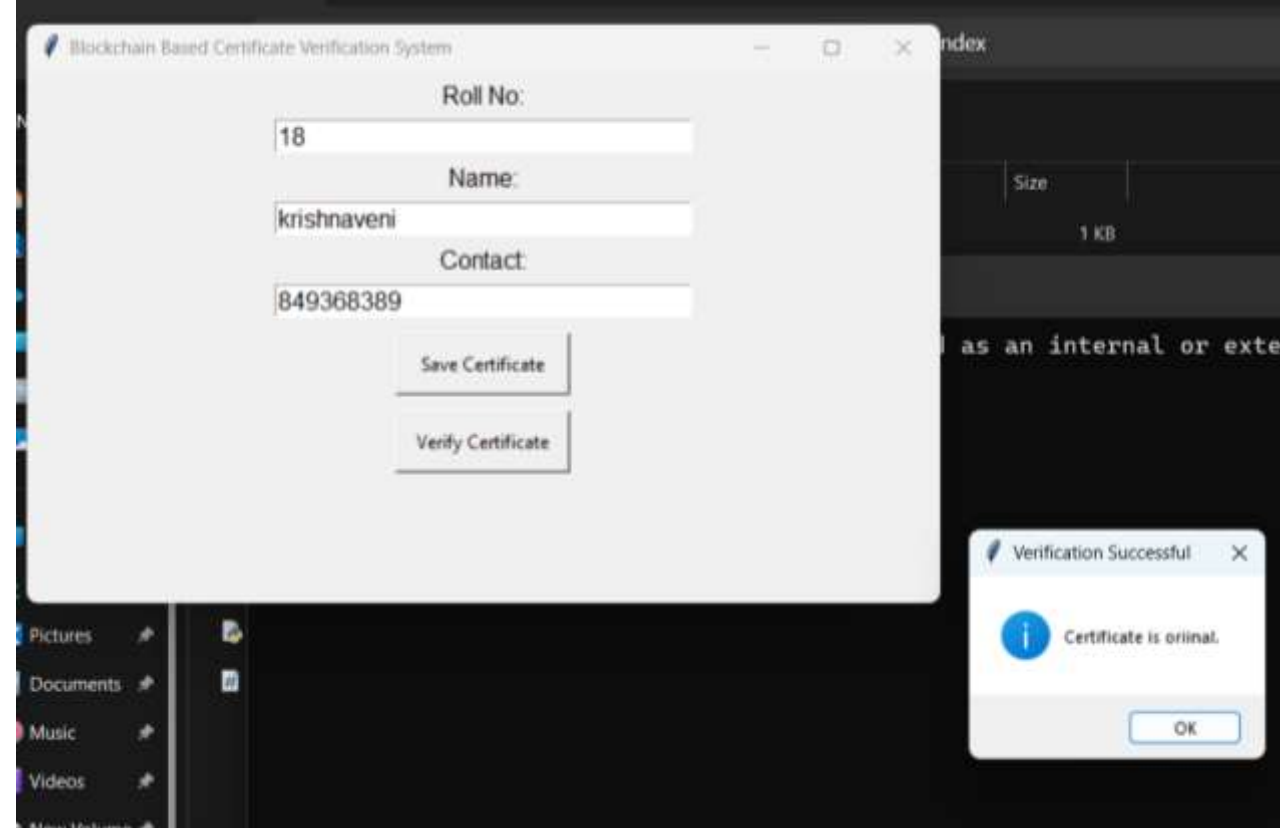 Blockchain Based Certificate Verification System
ndex
Roll No:
18
Name:
Size
krishnaveni
1 KB
Contact:
849368389
as an internal or exte
Save Certificate
Verify Certificate
Verification Successful
Pictures
Certificate is oriinal.
Documents
Music
OK
Videos